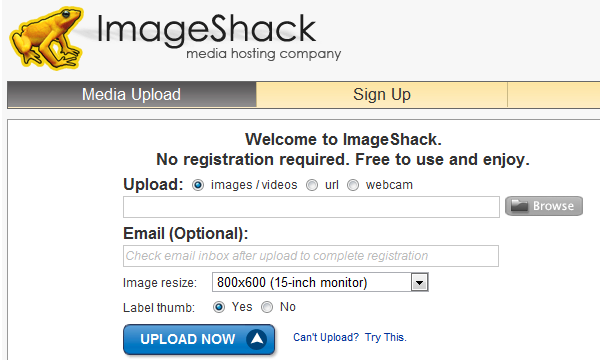 ImageShack
media hosting company
Media Upload Sign Up
Welcome to ImageShack.
No registration required. Free to use and enjoy.
Upload: images / videos url webcam
Browse
Email (Optional):
Check email inbox after upload to complete registration
Image resize: 800x600 (15-inch monitor)
Label thumb: Yes No
UPLOAD NOW Can't Upload? Try This.